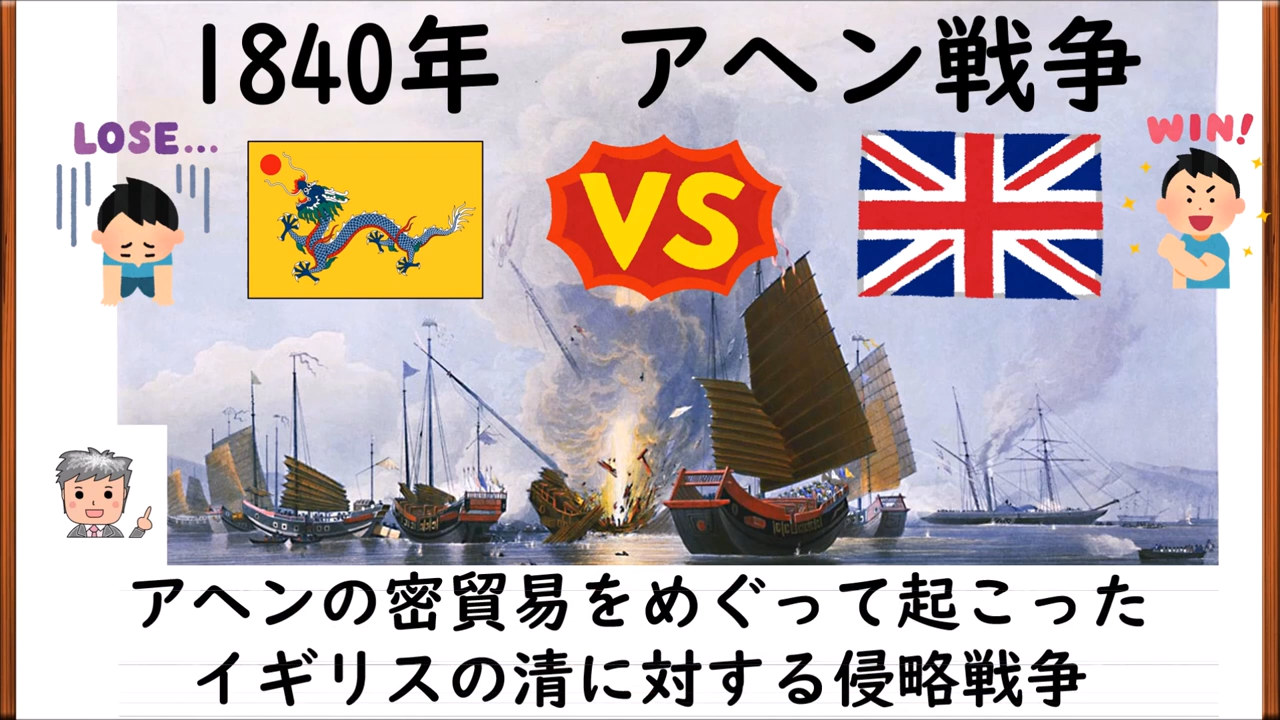 1840年 アヘン戦争
LOSE...
VS
WIN!
アヘンの密貿易をめぐって起こった
イギリスの清に対する侵略戦争